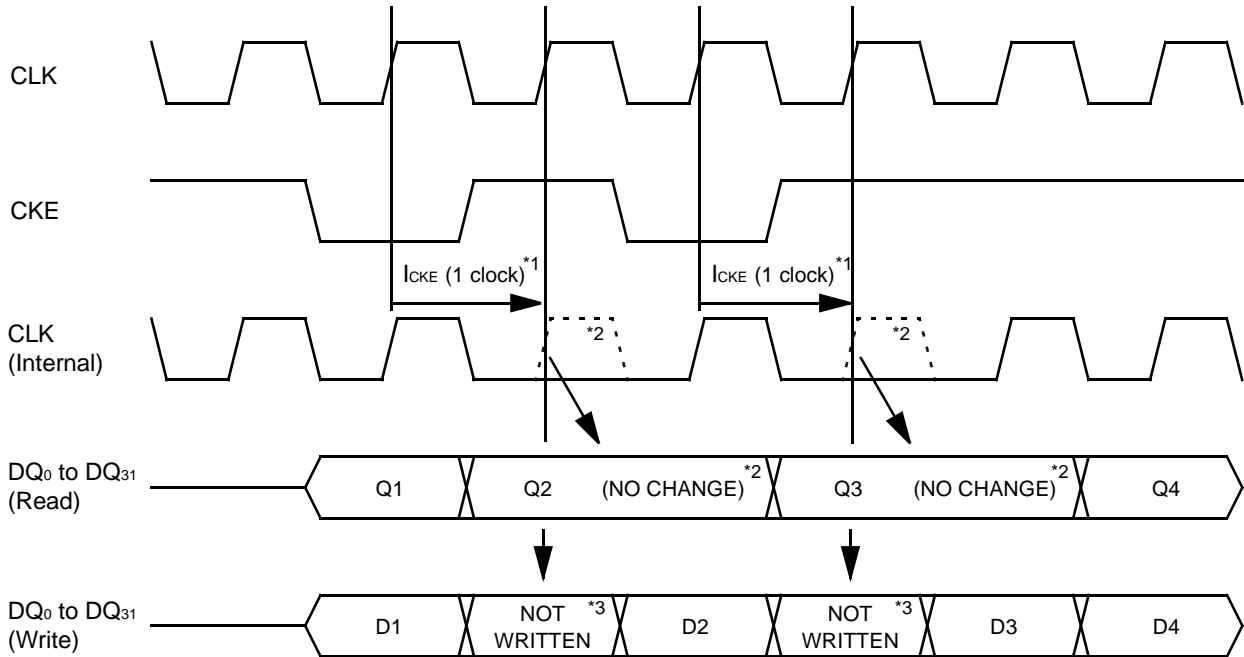 CLK
CKE
ICKE (1 clock)*1
ICKE (1 clock)*1
CLK
(Internal)
*2
*2
DQ0 to DQ31
(Read)
Q1
Q2
(NO CHANGE)*2
Q3
(NO CHANGE)*2
Q4
DQ0 to DQ31
(Write)
D1
NOT *3
WRITTEN
D2
NOT *3
WRITTEN
D3
D4